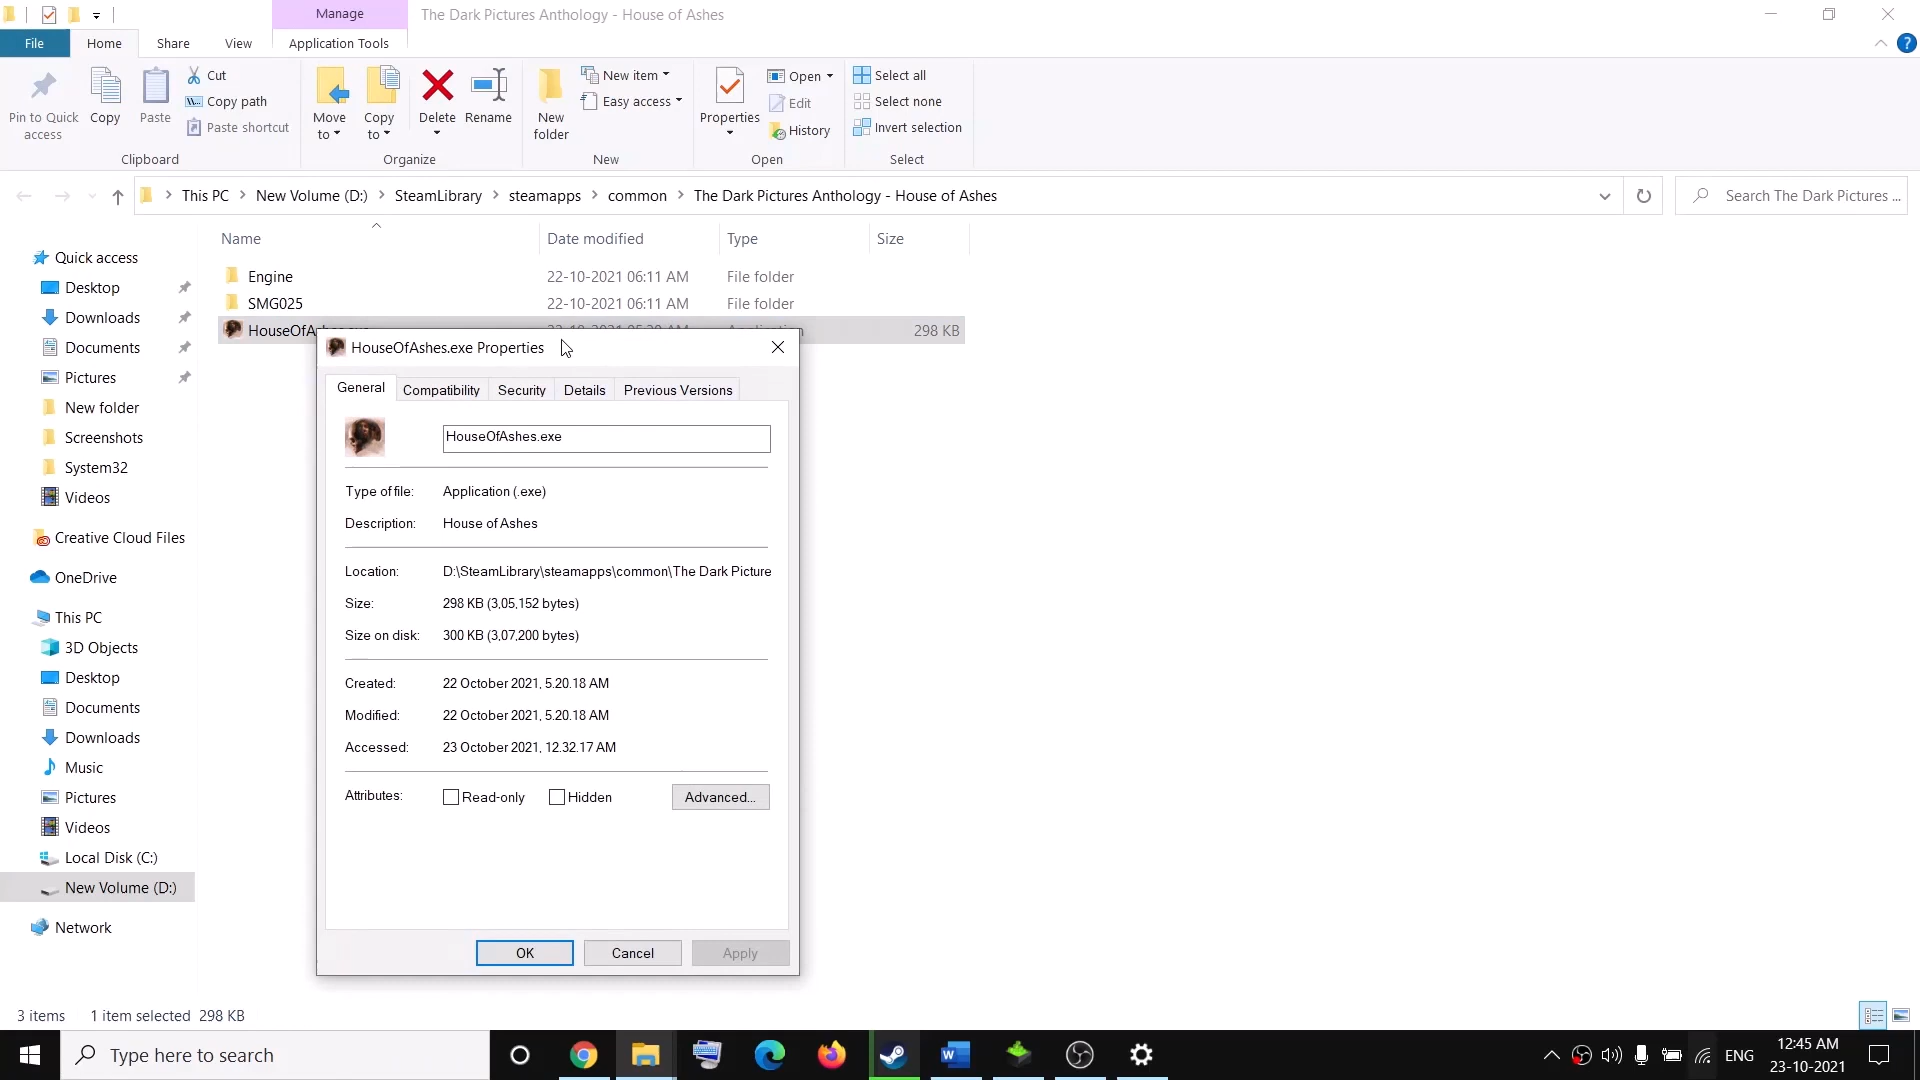 Manage
The Dark Pictures Anthology - House of Ashes
File
Home
Share
View
Application Tools
Pin to Quick
access
Copy
Paste
Cut
Copy path
Paste shortcut
Clipboard
Move
to
Copy
to
Delete
Rename
Organize
New
folder
New item
Easy access
New
Properties
Open
Edit
History
Open
Select all
Select none
Invert selection
Select
This PC
New Volume (D:)
SteamLibrary
steamapps
common
The Dark Pictures Anthology - House of Ashes
Search The Dark Pictures ...
Name
Date modified
Type
Size
Engine 22-10-2021 06:11 AM File folder
SMG025 22-10-2021 06:11 AM File folder
298 KB
Quick access
Desktop
Downloads
Documents
Pictures
New folder
Screenshots
System32
Videos
Creative Cloud Files
OneDrive
This PC
3D Objects
Desktop
Documents
Downloads
Music
Pictures
Videos
Local Disk (C:)
New Volume (D:)
Network
HouseOfAshes.exe Properties
General
Compatibility
Security
Details
Previous Versions
HouseOfAshes.exe
Type of file: Application (.exe)
Description: House of Ashes
Location: D:\SteamLibrary\steamapps\common\The Dark Picture
Size: 298 KB (3,05,152 bytes)
Size on disk: 300 KB (3,07,200 bytes)
Created: 22 October 2021, 5.20.18 AM
Modified: 22 October 2021, 5.20.18 AM
Accessed: 23 October 2021, 12.32.17 AM
Attributes: Read-only Hidden Advanced...
OK
Cancel
Apply
3 items 1 item selected 298 KB
Type here to search
ENG
12:45 AM
23-10-2021